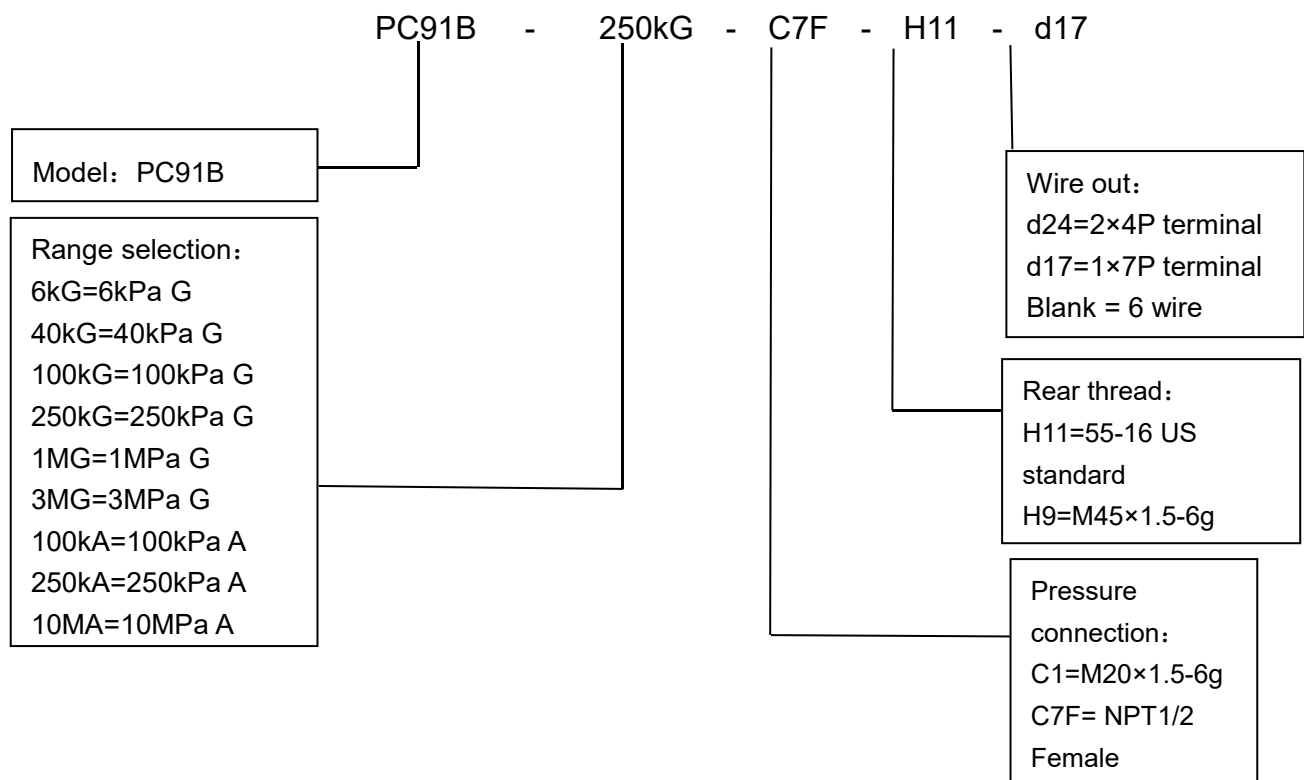 PC91B - 250kG - C7F - H11 - d17
Model：PC91B
Range selection：
6kG=6kPa G
40kG=40kPa G
100kG=100kPa G
250kG=250kPa G
1MG=1MPa G
3MG=3MPa G
100kA=100kPa A
250kA=250kPa A
10MA=10MPa A
Wire out：
d24=2×4P terminal
d17=1×7P terminal
Blank = 6 wire
Rear thread：
H11=55-16 US
standard
H9=M45×1.5-6g
Pressure
connection：
C1=M20×1.5-6g
C7F= NPT1/2
Female